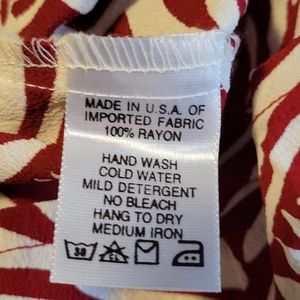 MADE IN U.S.A. OF
IMPORTED FABRIC
100% RAYON
HAND WASH
COLD WATER
MILD DETERGENT
NO BLEACH
HANG TO DRY
MEDIUM IRON
30 CL